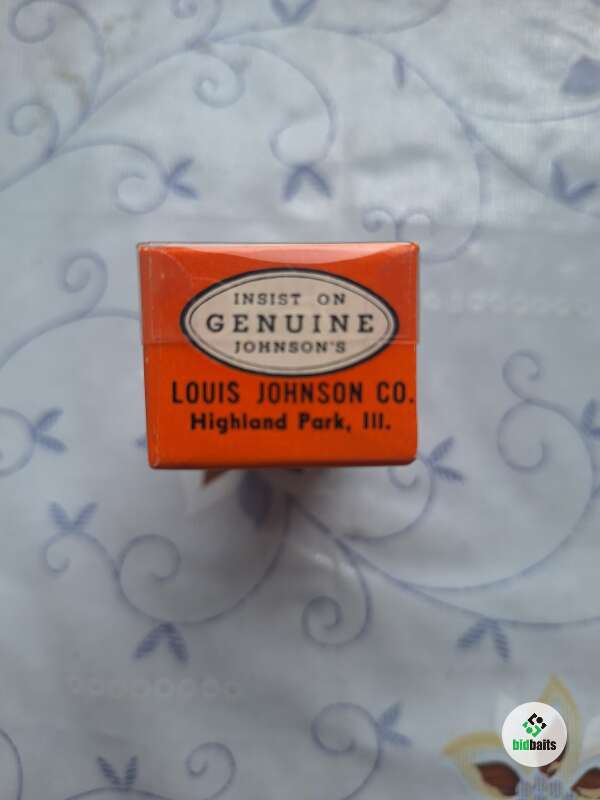 INSIST ON
GENUINE
JOHNSON'S
LOUIS JOHNSON CO.
Highland Park, Ill.
bidbaits